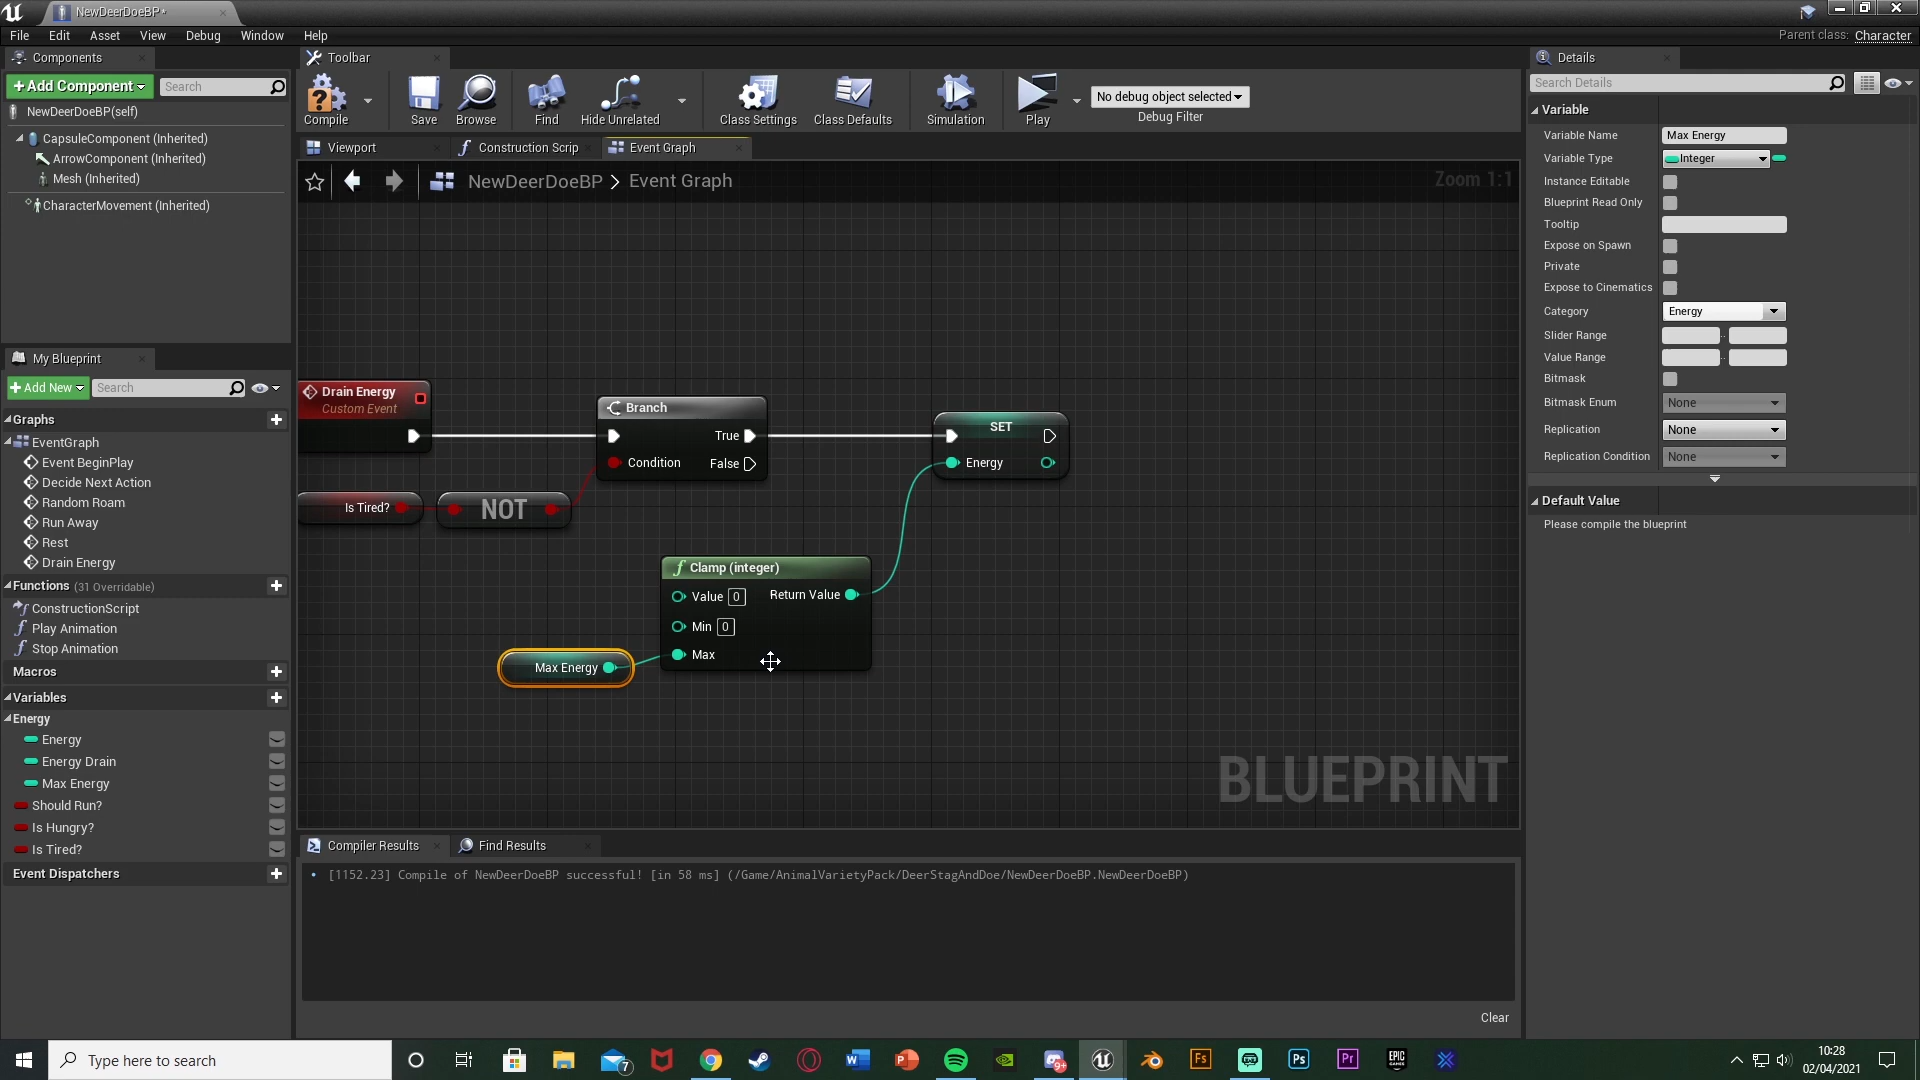 NewDeerDoeBP*
File Edit Asset View Debug Window Help
Parent class: Character
Components
+Add Component
Search
NewDeerDoeBP(self)
CapsuleComponent (Inherited)
ArrowComponent (Inherited)
Mesh (Inherited)
CharacterMovement (Inherited)
My Blueprint
+Add New
Search
Graphs
EventGraph
Event BeginPlay
Decide Next Action
Random Roam
Run Away
Rest
Drain Energy
Functions (31 Overridable)
ConstructionScript
Play Animation
Stop Animation
Macros
Variables
Energy
Energy
Energy Drain
Max Energy
Should Run?
Is Hungry?
Is Tired?
Event Dispatchers
Toolbar
Compile
Save
Browse
Find
Hide Unrelated
Class Settings
Class Defaults
Simulation
Play
No debug object selected
Debug Filter
Viewport
Construction Scrip
Event Graph
NewDeerDoeBP > Event Graph
Zoom 1:1
Drain Energy
Custom Event
Branch
True
Condition
False
SET
Energy
Is Tired?
NOT
Clamp (integer)
Value 0
Return Value
Min 0
Max
Max Energy
BLUEPRINT
Compiler Results
Find Results
[1152.23] Compile of NewDeerDoeBP successful! [in 58 ms] (/Game/AnimalVarietyPack/DeerStagAndDoe/NewDeerDoeBP.NewDeerDoeBP)
Clear
Details
Search Details
Variable
Variable Name Max Energy
Variable Type Integer
Instance Editable
Blueprint Read Only
Tooltip
Expose on Spawn
Private
Expose to Cinematics
Category Energy
Slider Range
Value Range
Bitmask
Bitmask Enum None
Replication None
Replication Condition None
Default Value
Please compile the blueprint
Type here to search
7
W
P
9+
Fs
Ps
Pr
EPIC
10:28
02/04/2021